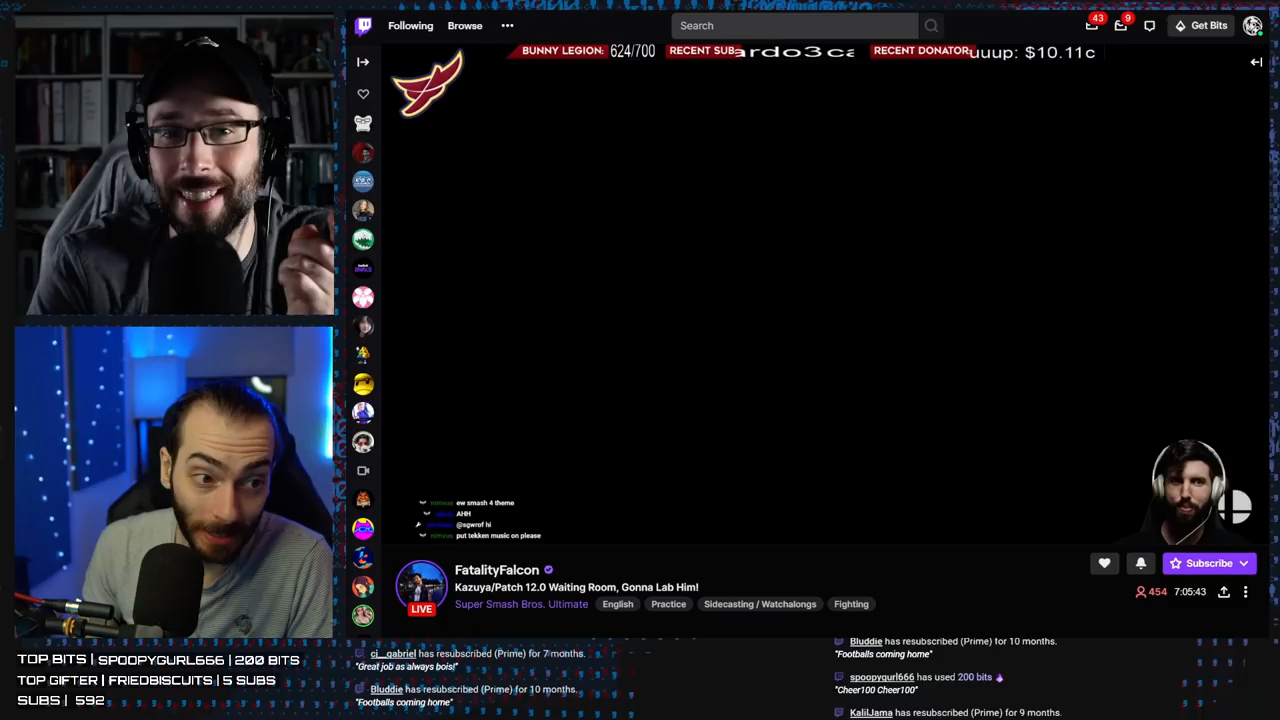 Following
Browse
Search
43
9
Get Bits
BUNNY LEGION: 624/700
RECENT SUB: ardo3ca
RECENT DONATOR: uuup: $10.11c
ew smash 4 theme
AHH
@sgwrof hi
put tekken music on please
LIVE
FatalityFalcon
Kazuya/Patch 12.0 Waiting Room, Gonna Lab Him!
Super Smash Bros. Ultimate
English
Practice
Sidecasting / Watchalongs
Fighting
Subscribe
454
7:05:43
TOP BITS | SPOOPYGURL666 | 200 BITS
TOP GIFTER | FRIEDBISCUITS | 5 SUBS
SUBS | 592
ci__gabriel has resubscribed (Prime) for 7 months.
"Great job as always bois!"
Bluddie has resubscribed (Prime) for 10 months.
"Footballs coming home"
Bluddie has resubscribed (Prime) for 10 months.
"Footballs coming home"
spoopygurl666 has used 200 bits
"Cheer100 Cheer100"
KalilJama has resubscribed (Prime) for 9 months.